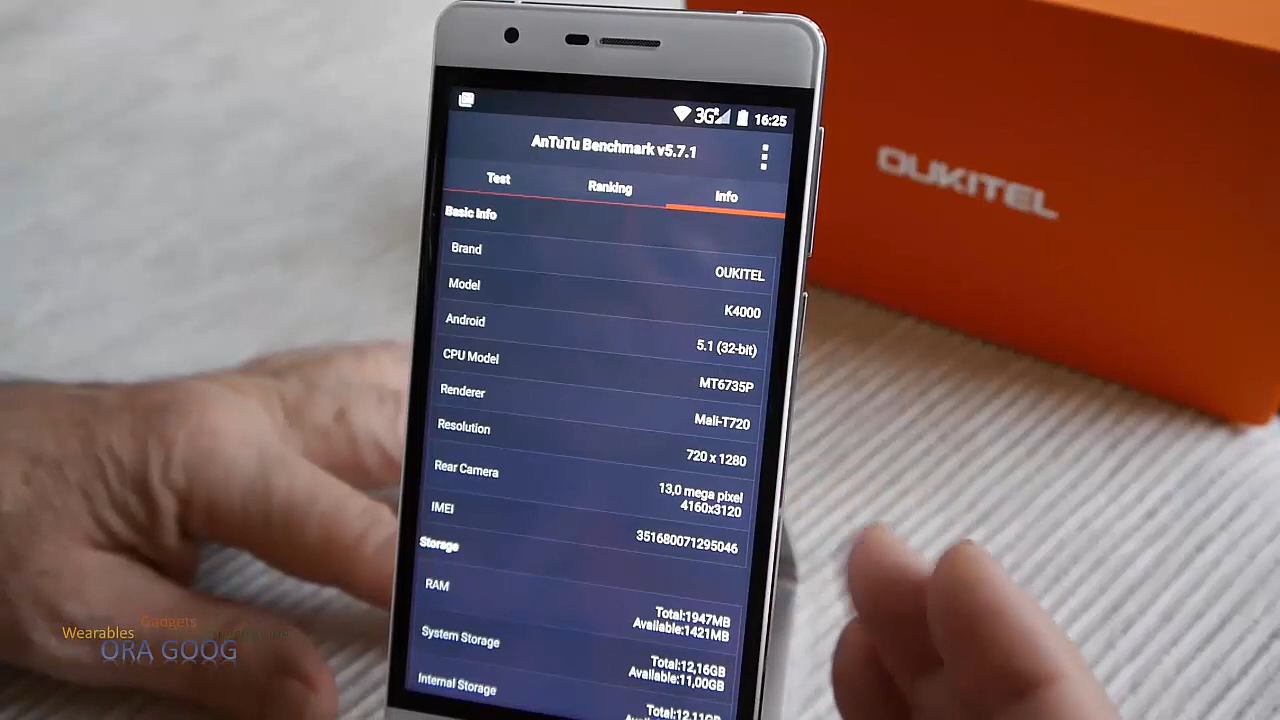 3G
16:25
AnTuTu Benchmark v5.7.1
Test
Ranking
Info
Basic Info
Brand
OUKITEL
Model
K4000
Android
5.1 (32-bit)
CPU Model
MT6735P
Renderer
Mali-T720
Resolution
720 x 1280
Rear Camera
13,0 mega pixel
4160x3120
IMEI
351680071295046
Storage
RAM
Total:1947MB
Available:1421MB
System Storage
Total:12,16GB
Available:11,00GB
Internal Storage
Total:12,11GB
OUKITEL
Gadgets
Wearables
ORA GOOG